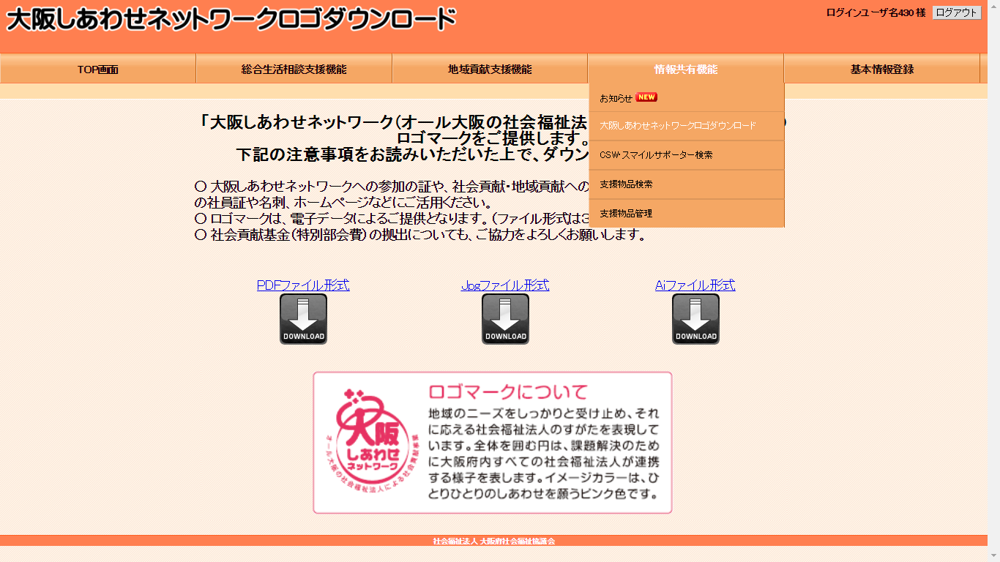 大阪しあわせネットワークロゴダウンロード
ログインユーザ名430 様 ログアウト
TOP画面 総合生活相談支援機能 地域貢献支援機能 情報共有機能 基本情報登録
お知らせ NEW
大阪しあわせネットワークロゴダウンロード
CSW・スマイルサポーター検索
支援物品検索
支援物品管理
「大阪しあわせネットワーク（オール大阪の社会福祉法
ロゴマークをご提供します。
下記の注意事項をお読みいただいた上で、ダウン
○ 大阪しあわせネットワークへの参加の証や、社会貢献・地域貢献への
の社員証や名刺、ホームページなどにご活用ください。
○ ロゴマークは、電子データによるご提供となります。（ファイル形式は3
○ 社会貢献基金（特別部会費）の拠出についても、ご協力をよろしくお願いします。
PDFファイル形式 Jpgファイル形式 Aiファイル形式
DOWNLOAD DOWNLOAD DOWNLOAD
大阪
しあわせ
ネットワーク
オール大阪の社会福祉法人による社会貢献事業
ロゴマークについて
地域のニーズをしっかりと受け止め、それ
に応える社会福祉法人のすがたを表現して
います。全体を囲む円は、課題解決のため
に大阪府内すべての社会福祉法人が連携
する様子を表します。イメージカラーは、ひ
とりひとりのしあわせを願うピンク色です。
社会福祉法人 大阪府社会福祉協議会